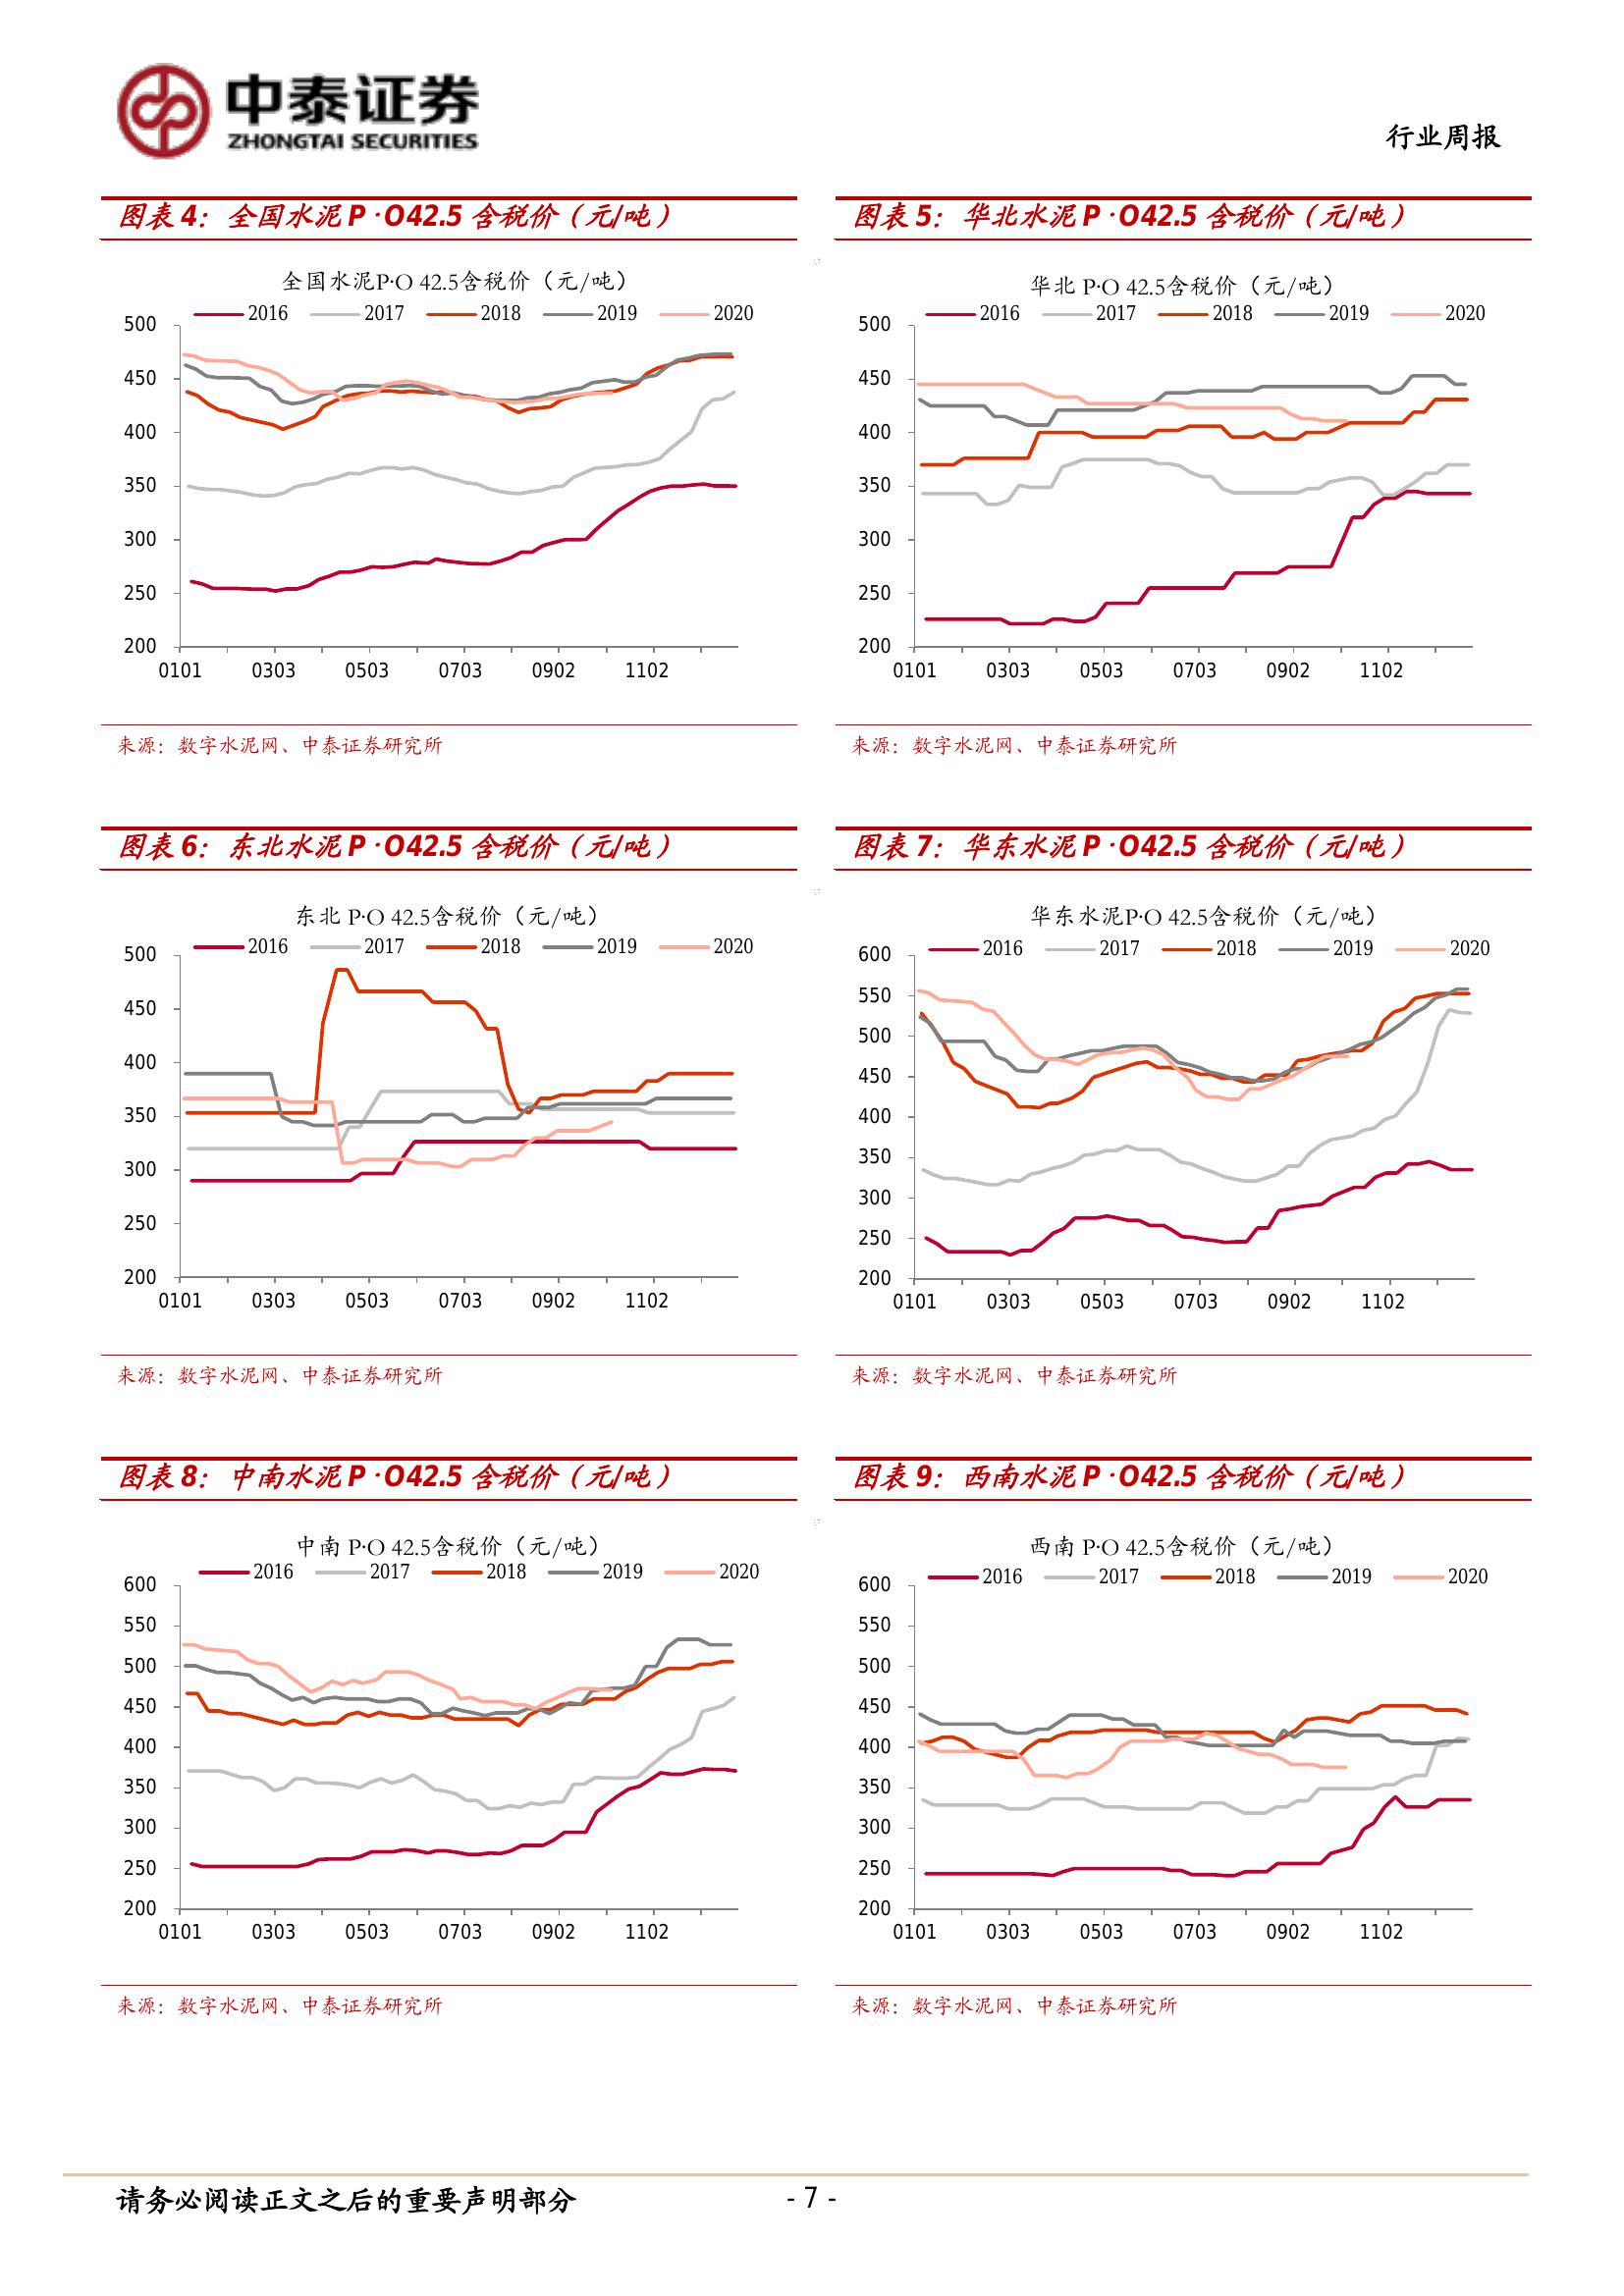 中泰证券
ZHONGTAI SECURITIES
行业周报
图表 4：全国水泥 P·O42.5 含税价（元/吨）
全国水泥P·O 42.5含税价（元/吨）
2016 2017 2018 2019 2020
500
450
400
350
300
250
200
0101 0303 0503 0703 0902 1102
来源：数字水泥网、中泰证券研究所
图表 5：华北水泥 P·O42.5 含税价（元/吨）
华北 P·O 42.5含税价（元/吨）
2016 2017 2018 2019 2020
500
450
400
350
300
250
200
0101 0303 0503 0703 0902 1102
来源：数字水泥网、中泰证券研究所
图表 6：东北水泥 P·O42.5 含税价（元/吨）
东北 P·O 42.5含税价（元/吨）
2016 2017 2018 2019 2020
500
450
400
350
300
250
200
0101 0303 0503 0703 0902 1102
来源：数字水泥网、中泰证券研究所
图表 7：华东水泥 P·O42.5 含税价（元/吨）
华东水泥P·O 42.5含税价（元/吨）
2016 2017 2018 2019 2020
600
550
500
450
400
350
300
250
200
0101 0303 0503 0703 0902 1102
来源：数字水泥网、中泰证券研究所
图表 8：中南水泥 P·O42.5 含税价（元/吨）
中南 P·O 42.5含税价（元/吨）
2016 2017 2018 2019 2020
600
550
500
450
400
350
300
250
200
0101 0303 0503 0703 0902 1102
来源：数字水泥网、中泰证券研究所
图表 9：西南水泥 P·O42.5 含税价（元/吨）
西南 P·O 42.5含税价（元/吨）
2016 2017 2018 2019 2020
600
550
500
450
400
350
300
250
200
0101 0303 0503 0703 0902 1102
来源：数字水泥网、中泰证券研究所
请务必阅读正文之后的重要声明部分
- 7 -